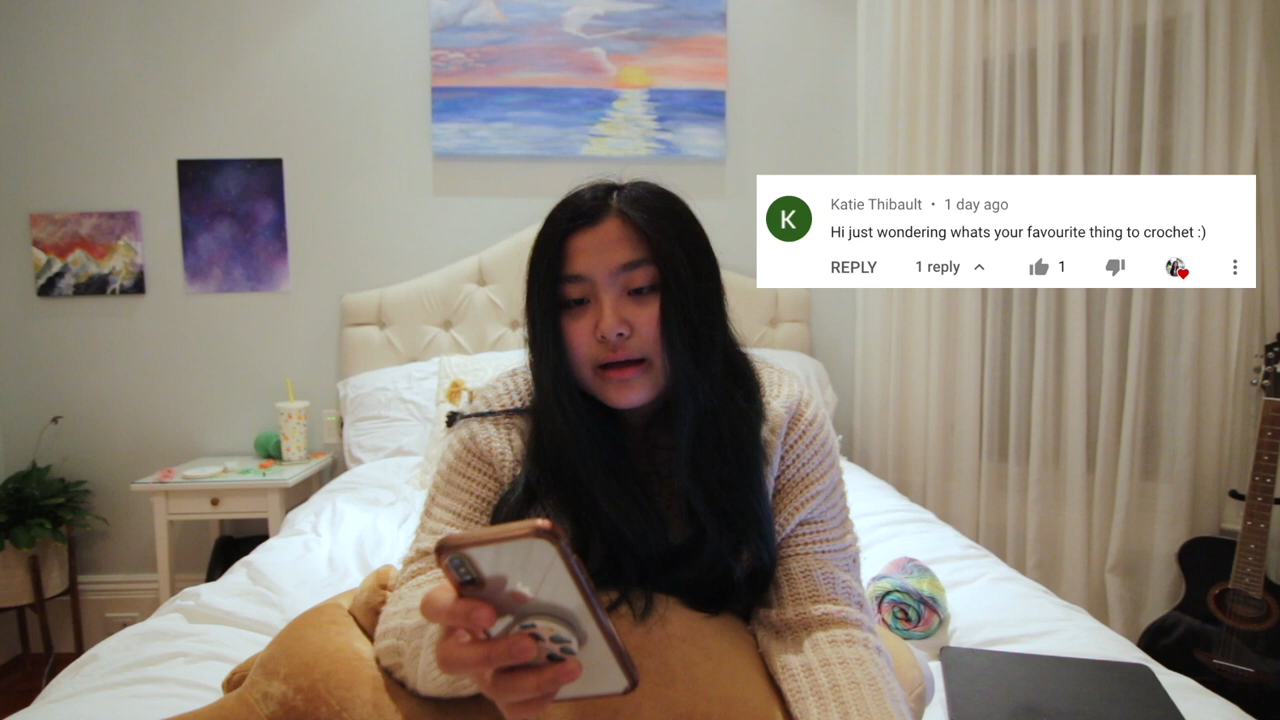 K
Katie Thibault • 1 day ago
Hi just wondering whats your favourite thing to crochet :)
REPLY 1 reply 1